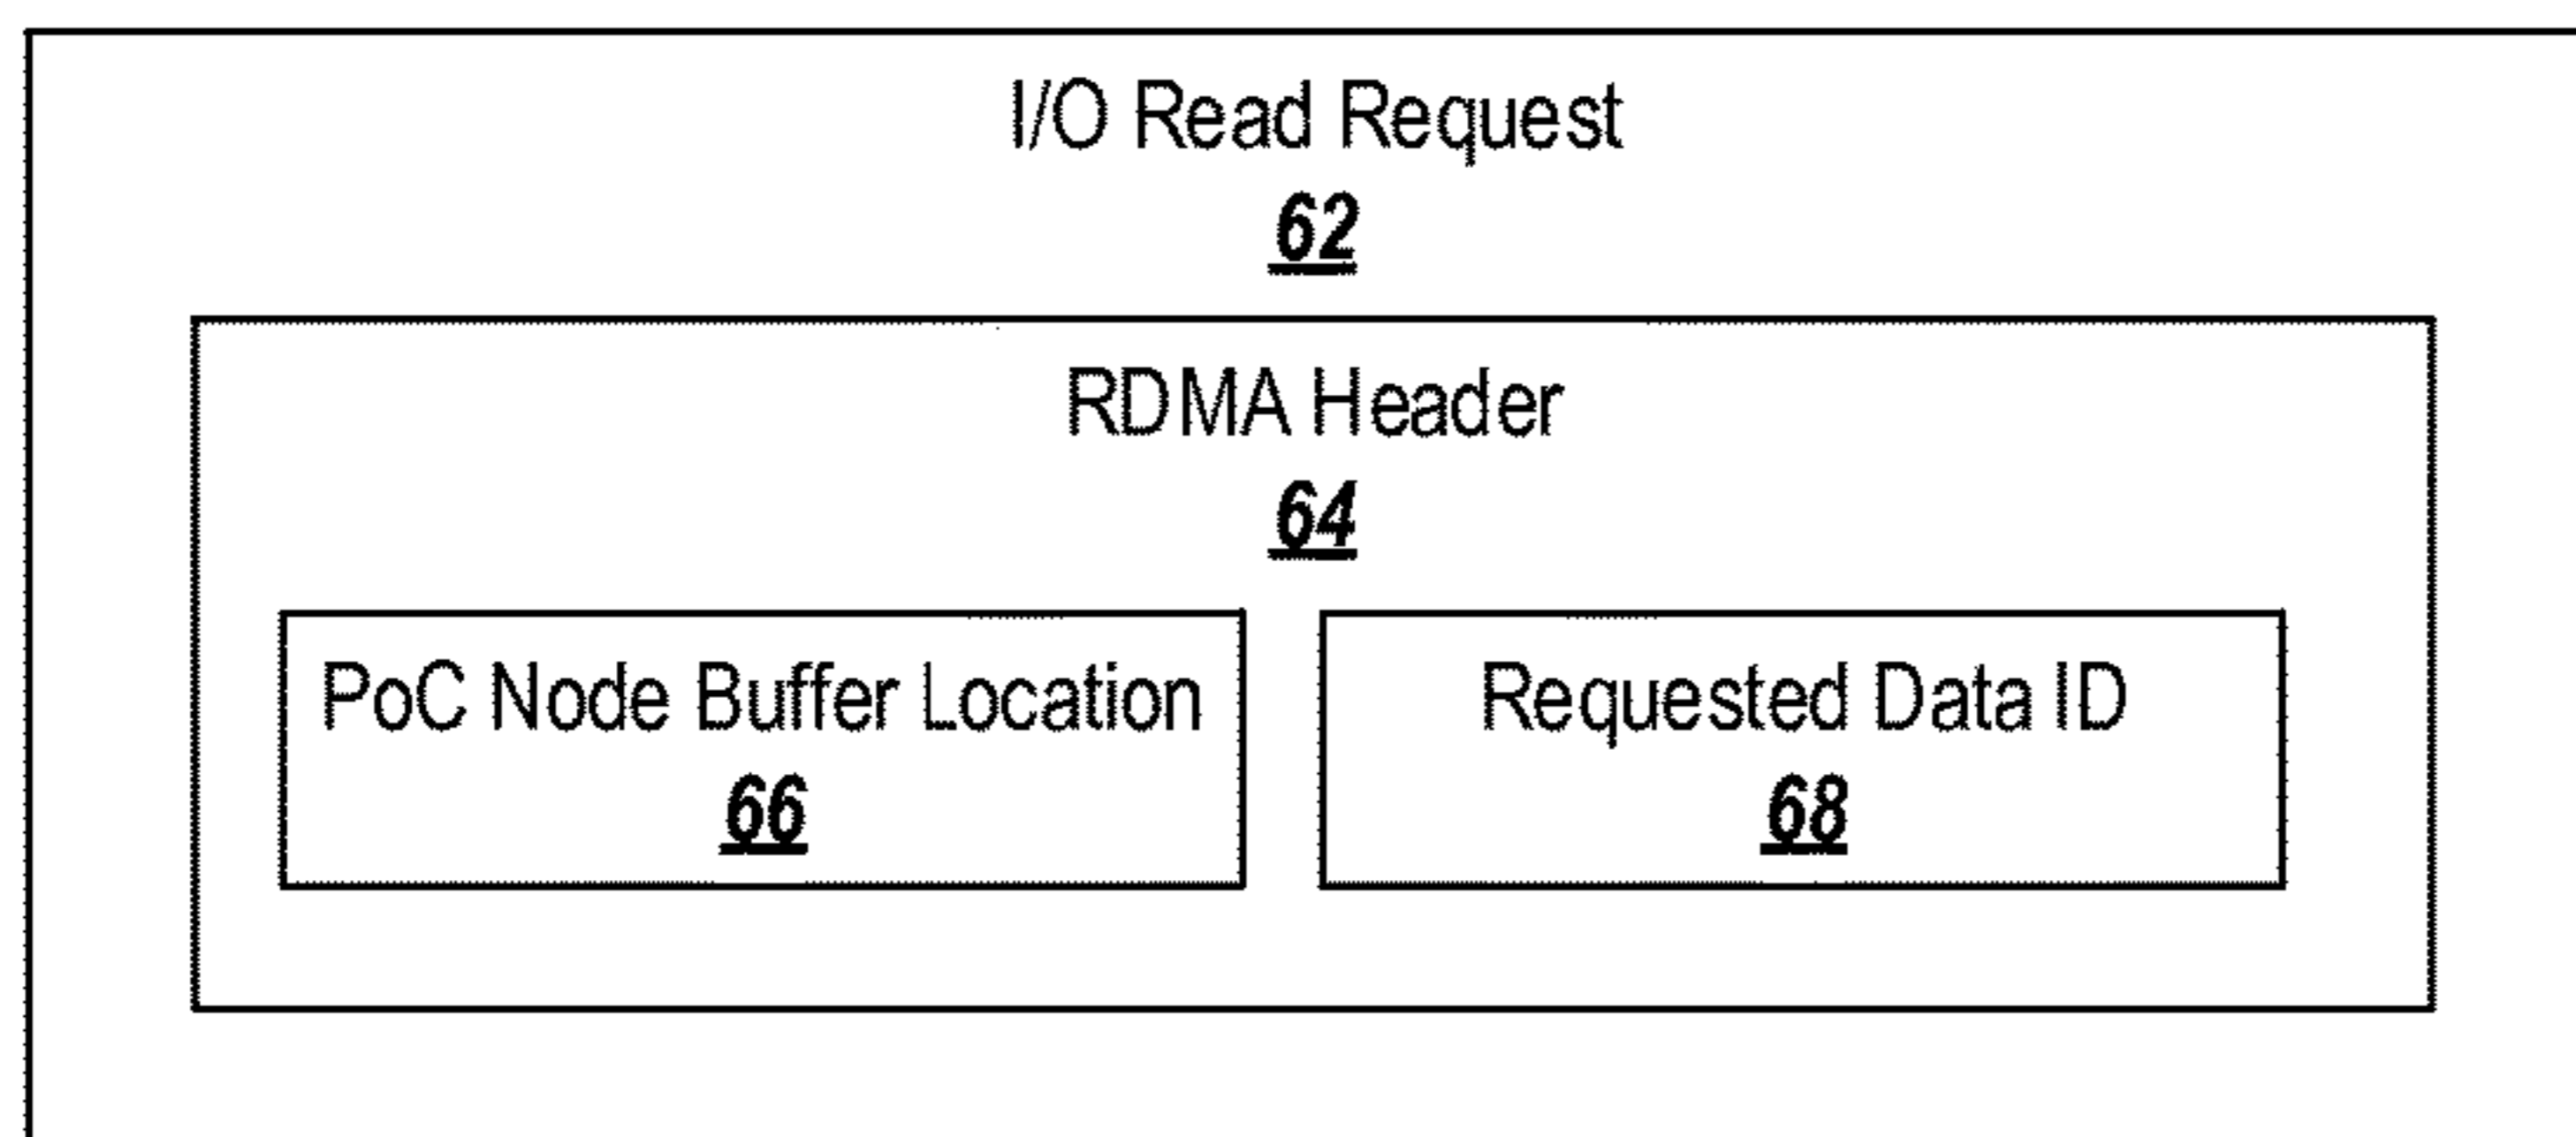 I/O Read Request
62
RDMA Header
64
PoC Node Buffer Location
66
Requested Data ID
68